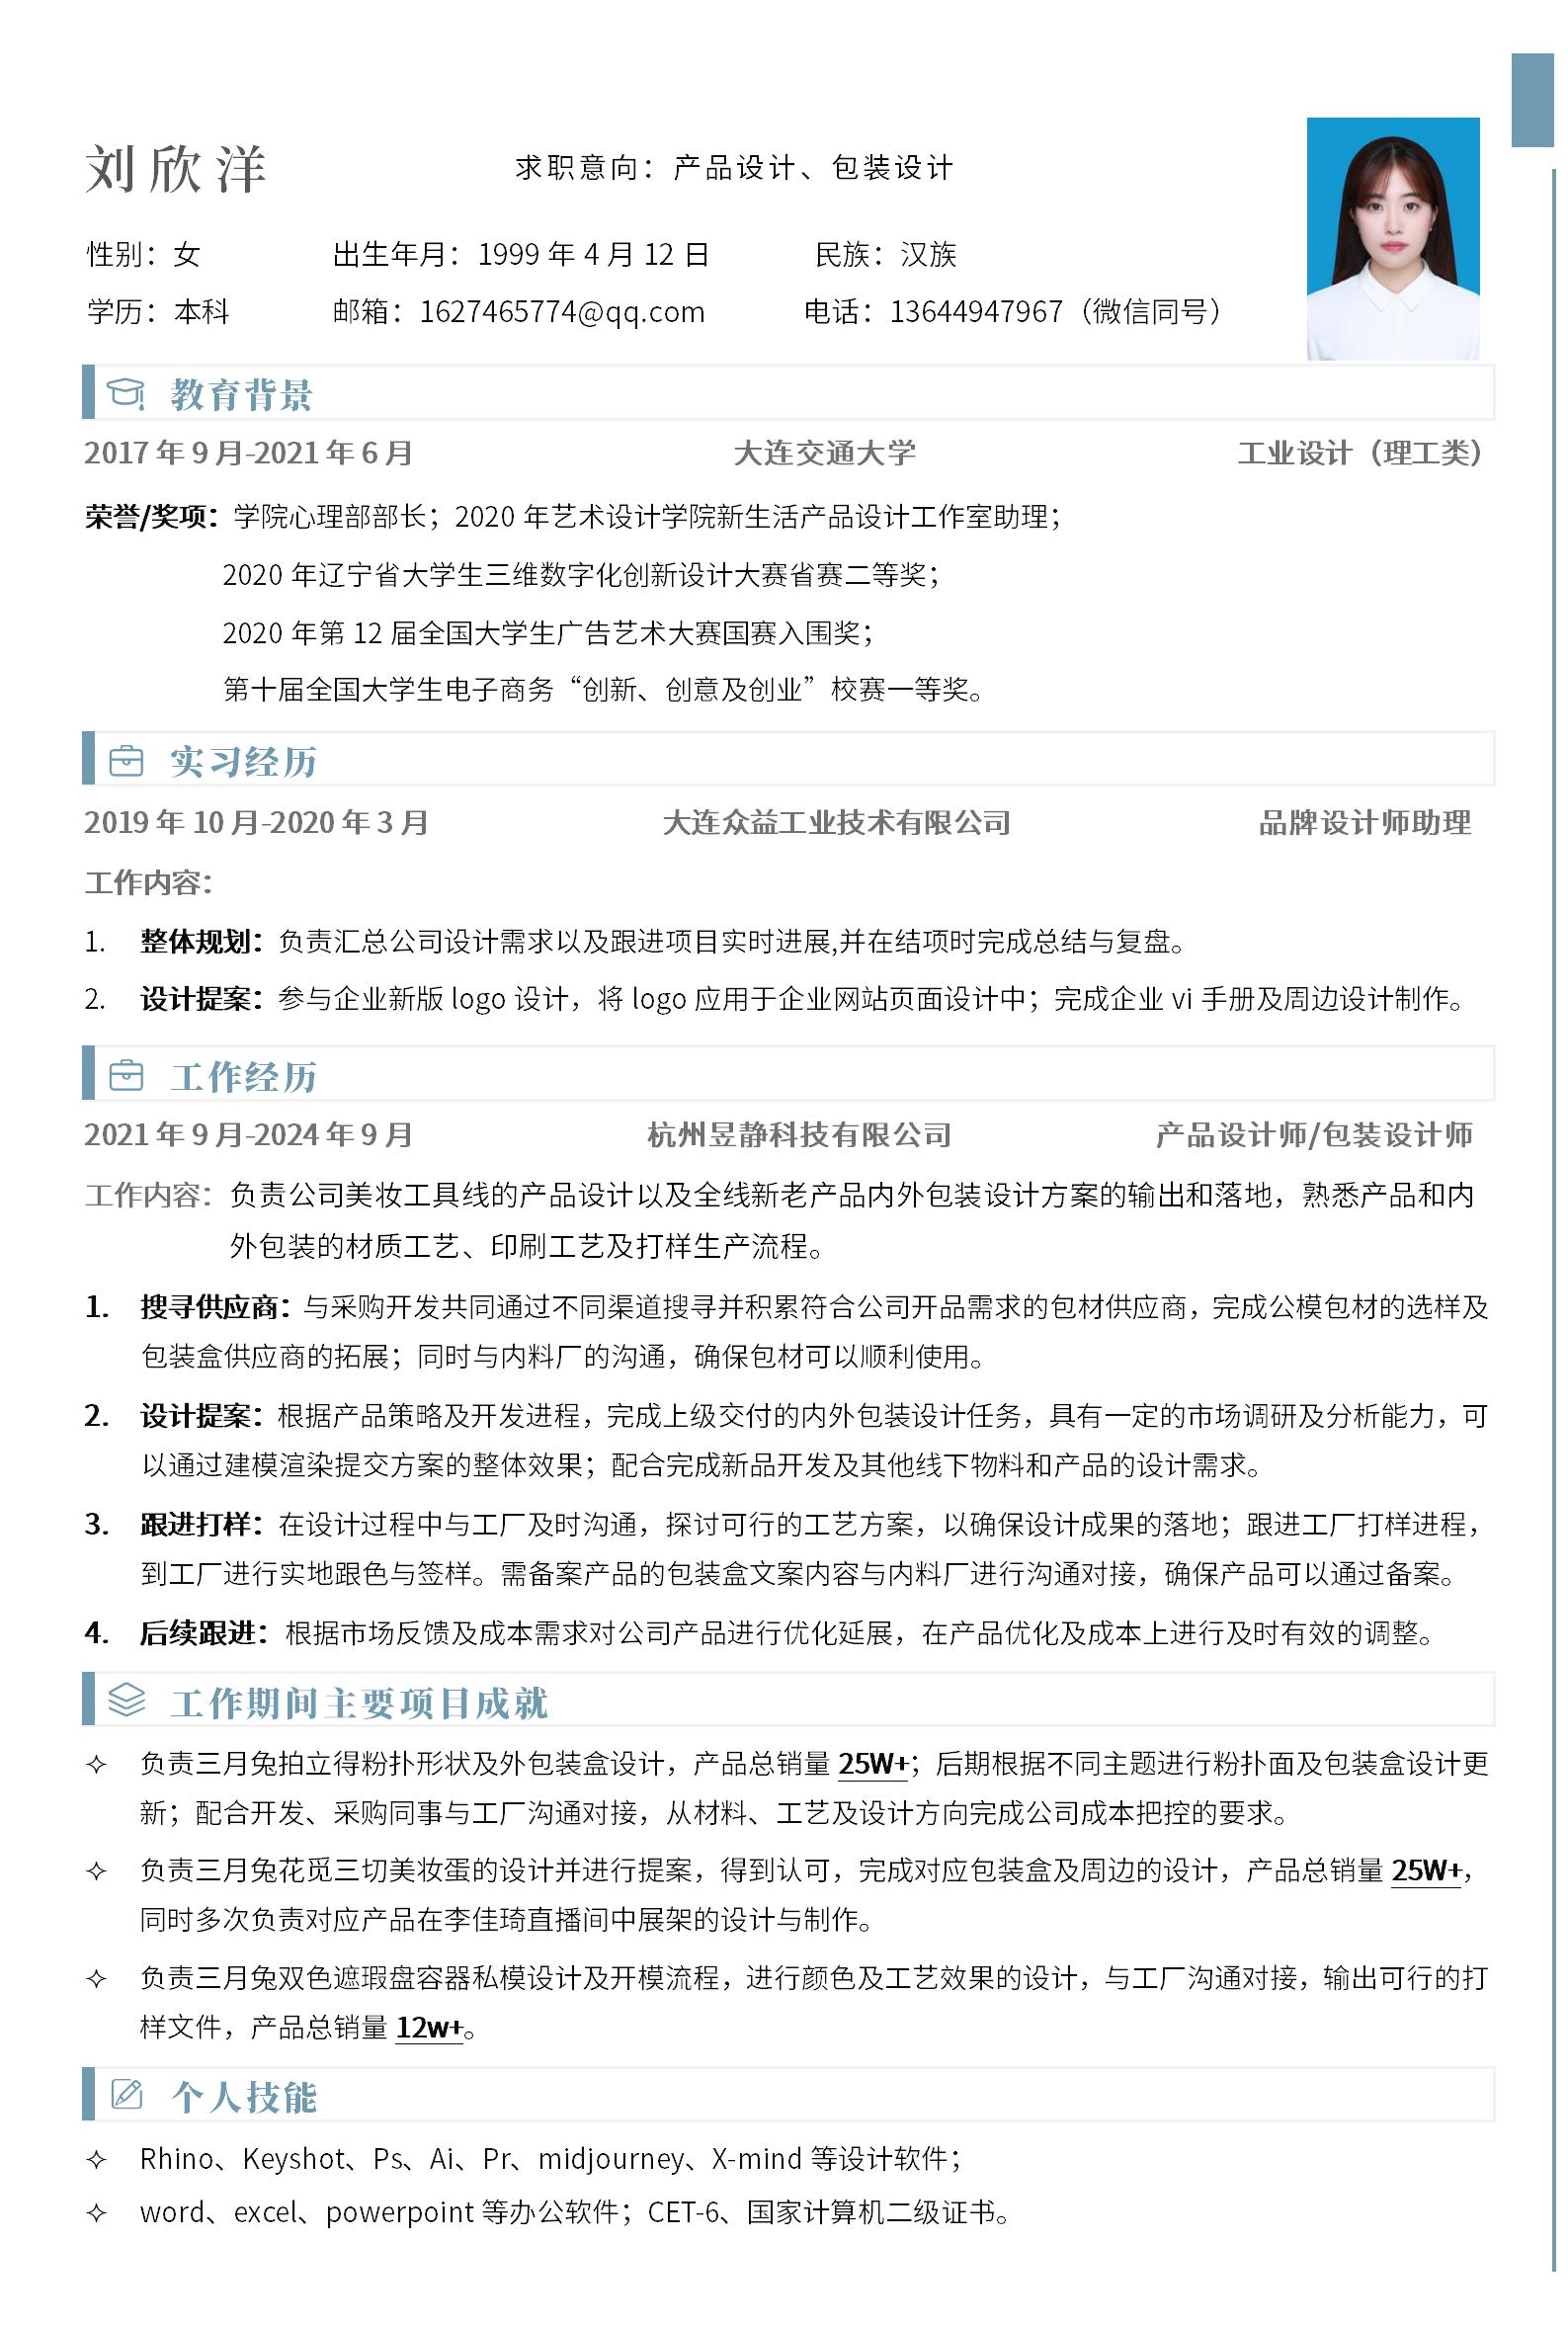 刘欣洋
求职意向：产品设计、包装设计
性别：女 出生年月：1999 年 4 月 12 日 民族：汉族
学历：本科 邮箱：1627465774@qq.com 电话：13644947967（微信同号）
教育背景
2017 年 9 月-2021 年 6 月 大连交通大学 工业设计（理工类）
荣誉/奖项：学院心理部部长；2020 年艺术设计学院新生活产品设计工作室助理；
2020 年辽宁省大学生三维数字化创新设计大赛省赛二等奖；
2020 年第 12 届全国大学生广告艺术大赛国赛入围奖；
第十届全国大学生电子商务“创新、创意及创业”校赛一等奖。
实习经历
2019 年 10 月-2020 年 3 月 大连众益工业技术有限公司 品牌设计师助理
工作内容：
1. 整体规划：负责汇总公司设计需求以及跟进项目实时进展,并在结项时完成总结与复盘。
2. 设计提案：参与企业新版 logo 设计，将 logo 应用于企业网站页面设计中；完成企业 vi 手册及周边设计制作。
工作经历
2021 年 9 月-2024 年 9 月 杭州昱静科技有限公司 产品设计师/包装设计师
工作内容：负责公司美妆工具线的产品设计以及全线新老产品内外包装设计方案的输出和落地，熟悉产品和内
外包装的材质工艺、印刷工艺及打样生产流程。
1. 搜寻供应商：与采购开发共同通过不同渠道搜寻并积累符合公司开品需求的包材供应商，完成公模包材的选样及
包装盒供应商的拓展；同时与内料厂的沟通，确保包材可以顺利使用。
2. 设计提案：根据产品策略及开发进程，完成上级交付的内外包装设计任务，具有一定的市场调研及分析能力，可
以通过建模渲染提交方案的整体效果；配合完成新品开发及其他线下物料和产品的设计需求。
3. 跟进打样：在设计过程中与工厂及时沟通，探讨可行的工艺方案，以确保设计成果的落地；跟进工厂打样进程，
到工厂进行实地跟色与签样。需备案产品的包装盒文案内容与内料厂进行沟通对接，确保产品可以通过备案。
4. 后续跟进：根据市场反馈及成本需求对公司产品进行优化延展，在产品优化及成本上进行及时有效的调整。
工作期间主要项目成就
✧ 负责三月兔拍立得粉扑形状及外包装盒设计，产品总销量 25W+；后期根据不同主题进行粉扑面及包装盒设计更
新；配合开发、采购同事与工厂沟通对接，从材料、工艺及设计方向完成公司成本把控的要求。
✧ 负责三月兔花觅三切美妆蛋的设计并进行提案，得到认可，完成对应包装盒及周边的设计，产品总销量 25W+，
同时多次负责对应产品在李佳琦直播间中展架的设计与制作。
✧ 负责三月兔双色遮瑕盘容器私模设计及开模流程，进行颜色及工艺效果的设计，与工厂沟通对接，输出可行的打
样文件，产品总销量 12w+。
个人技能
✧ Rhino、Keyshot、Ps、Ai、Pr、midjourney、X-mind 等设计软件；
✧ word、excel、powerpoint 等办公软件；CET-6、国家计算机二级证书。